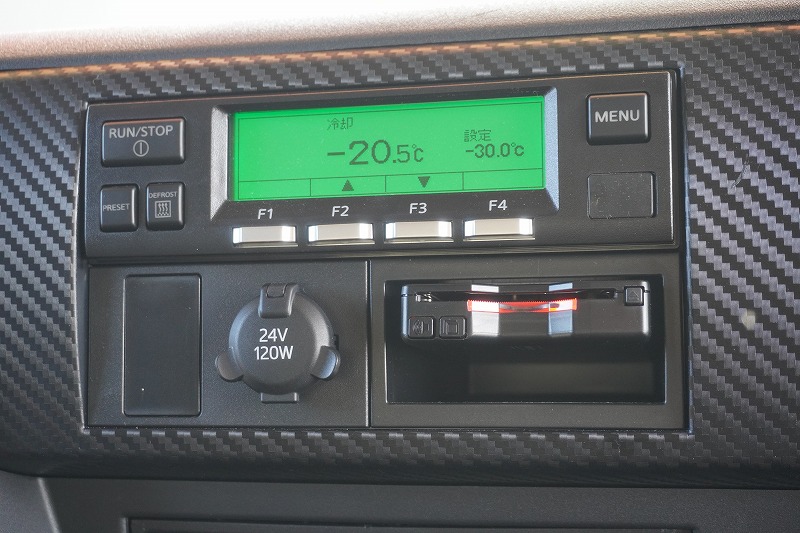 RUN/STOP
冷却
設定
-20.5℃
-30.0℃
▲
▼
MENU
PRESET
DEFROST
F1
F2
F3
F4
24V
120W